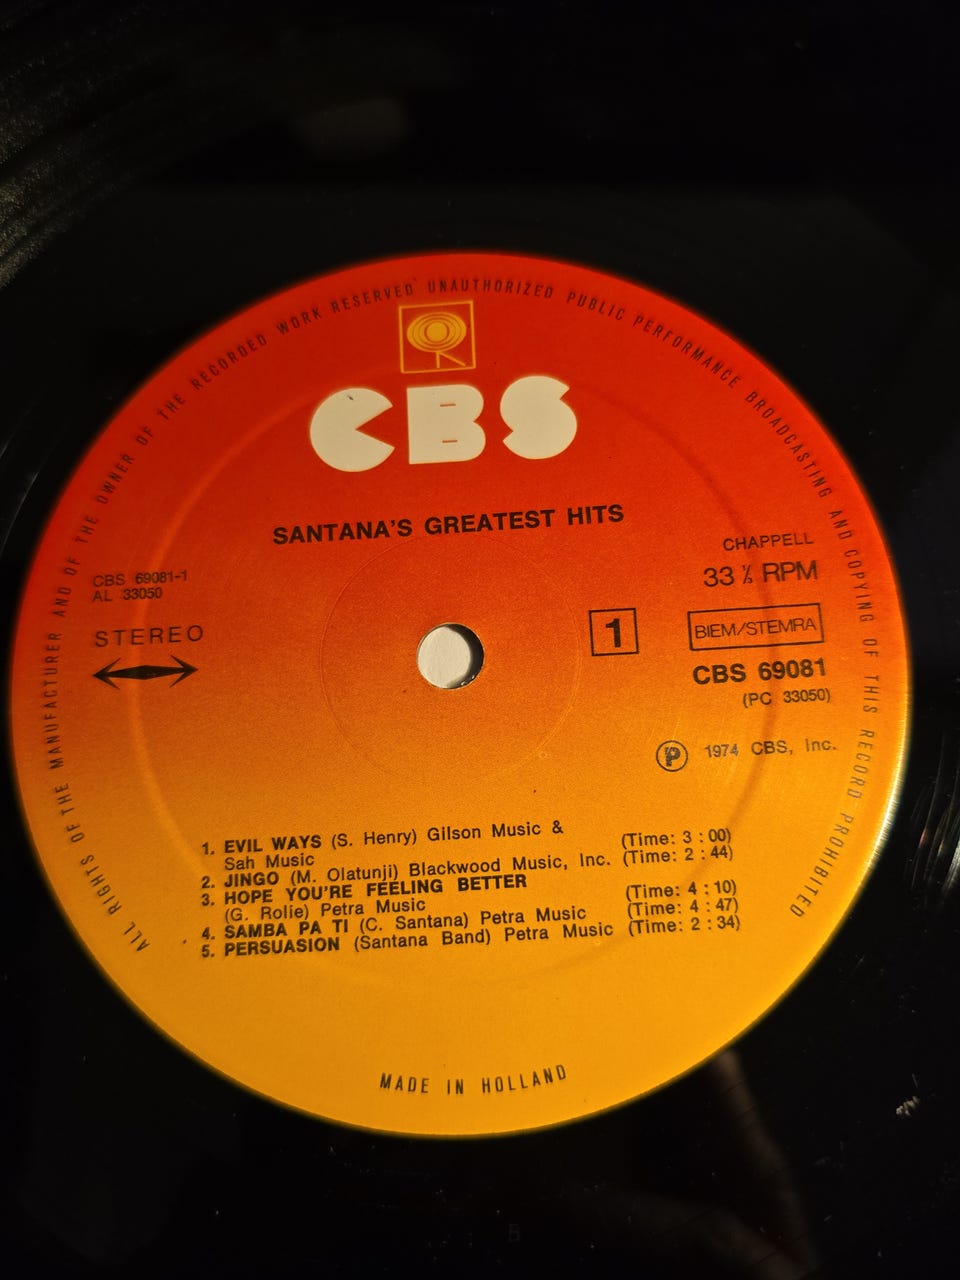 ALL RIGHTS OF THE MANUFACTURER AND OF THE OWNER OF THE RECORDED WORK RESERVED' UNAUTHORIZED PUBLIC PERFORMANCE BROADCASTING AND COPYING OF THIS RECORD PROHIBITED
CBS
SANTANA'S GREATEST HITS
CBS 69081-1
AL 33050
STEREO
CHAPPELL
33 ⅓ RPM
1
BIEM/STEMRA
CBS 69081
(PC 33050)
Ⓟ 1974 CBS, Inc.
1. EVIL WAYS (S. Henry) Gilson Music & (Time: 3 : 00)
Sah Music
2. JINGO (M. Olatunji) Blackwood Music, Inc. (Time: 2 : 44)
3. HOPE YOU'RE FEELING BETTER
(G. Rolie) Petra Music (Time: 4 : 10)
4. SAMBA PA TI (C. Santana) Petra Music (Time: 4 : 47)
5. PERSUASION (Santana Band) Petra Music (Time: 2 : 34)
MADE IN HOLLAND